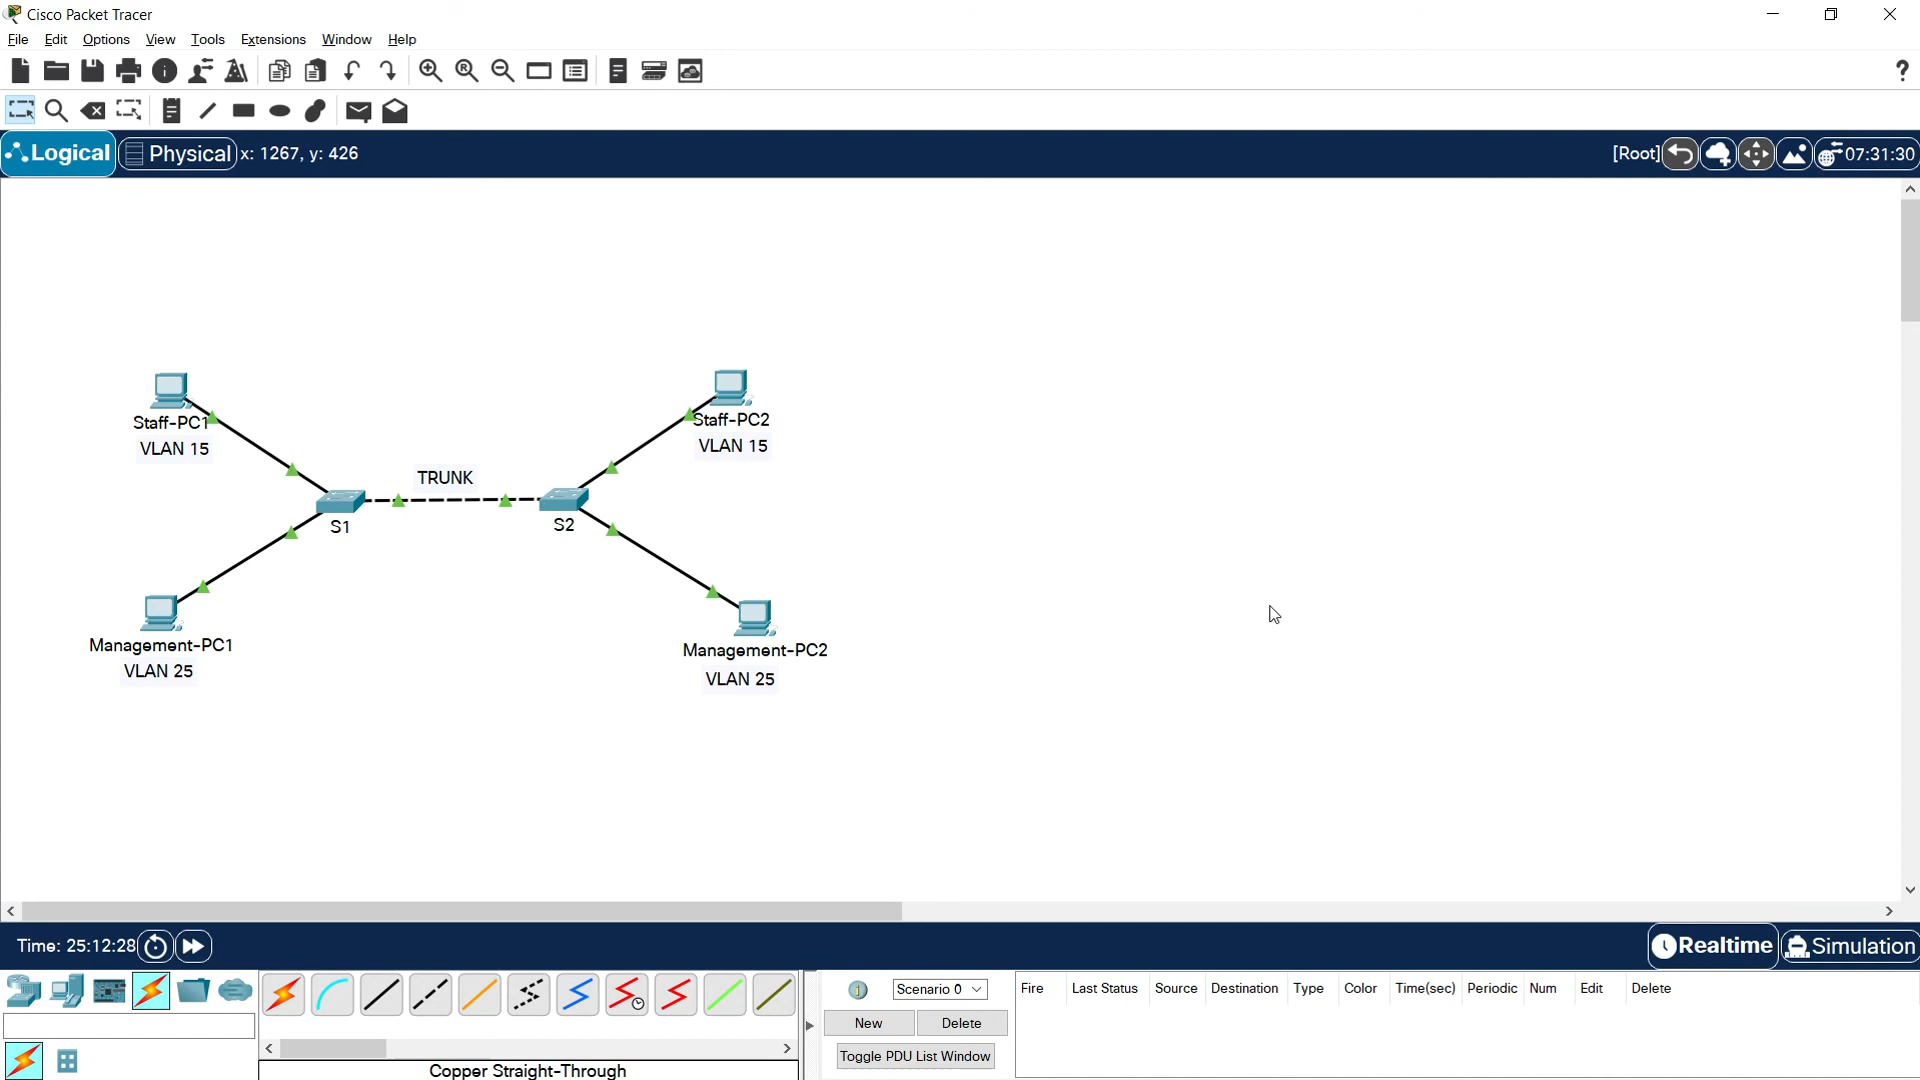 Cisco Packet Tracer
File Edit Options View Tools Extensions Window Help
Logical Physical x: 1267, y: 426 [Root] 07:31:30
Staff-PC1
VLAN 15
Staff-PC2
VLAN 15
TRUNK
S1
S2
Management-PC1
VLAN 25
Management-PC2
VLAN 25
Time: 25:12:28 Realtime Simulation
Scenario 0
New Delete
Toggle PDU List Window
Fire Last Status Source Destination Type Color Time(sec) Periodic Num Edit Delete
Copper Straight-Through